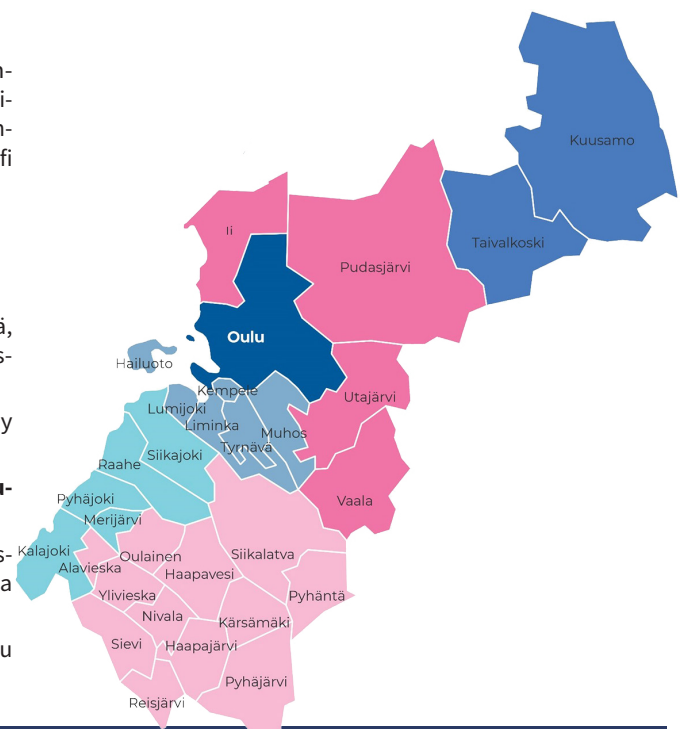 n-
i-
n-
fi
ä,
s-
y
u-
s-
a
u
Kuusamo
Taivalkoski
Ii
Pudasjärvi
Oulu
Hailuoto
Kempele
Utajärvi
Lumijoki
Liminka
Muhos
Tyrnävä
Siikajoki
Raahe
Vaala
Pyhäjoki
Merijärvi
Kalajoki
Oulainen
Siikalatva
Alavieska
Haapavesi
Ylivieska
Pyhäntä
Nivala
Kärsämäki
Sievi
Haapajärvi
Pyhäjärvi
Reisjärvi